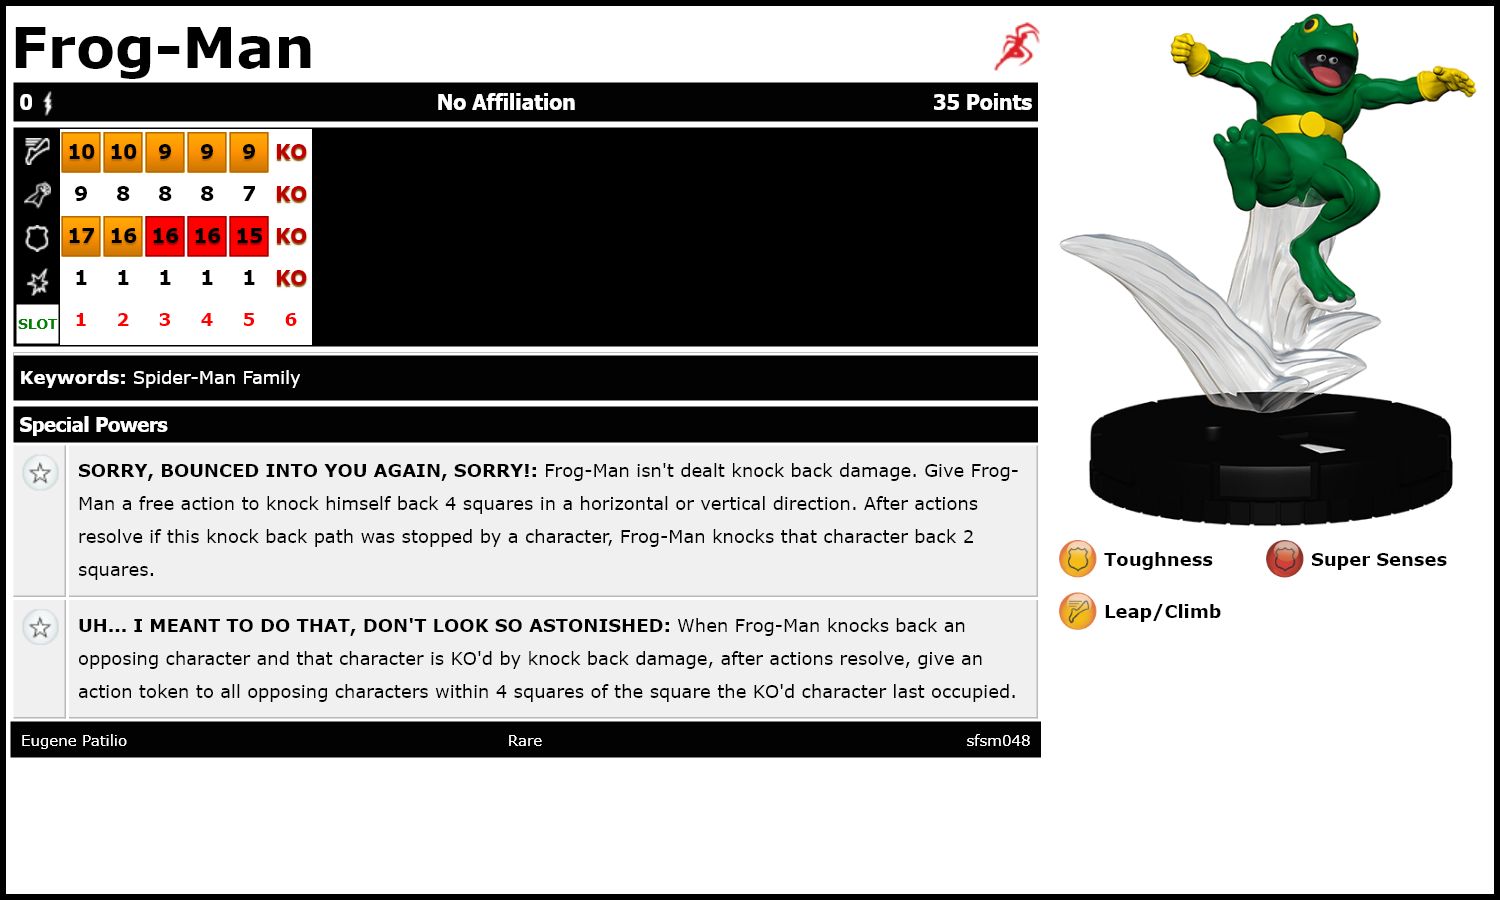 Frog-Man
0 No Affiliation 35 Points
10 10 9 9 9 KO
9 8 8 8 7 KO
17 16 16 16 15 KO
1 1 1 1 1 KO
SLOT 1 2 3 4 5 6
Keywords: Spider-Man Family
Special Powers
SORRY, BOUNCED INTO YOU AGAIN, SORRY!: Frog-Man isn't dealt knock back damage. Give Frog-
Man a free action to knock himself back 4 squares in a horizontal or vertical direction. After actions
resolve if this knock back path was stopped by a character, Frog-Man knocks that character back 2
squares.
UH... I MEANT TO DO THAT, DON'T LOOK SO ASTONISHED: When Frog-Man knocks back an
opposing character and that character is KO'd by knock back damage, after actions resolve, give an
action token to all opposing characters within 4 squares of the square the KO'd character last occupied.
Eugene Patilio Rare sfsm048
Toughness Super Senses
Leap/Climb